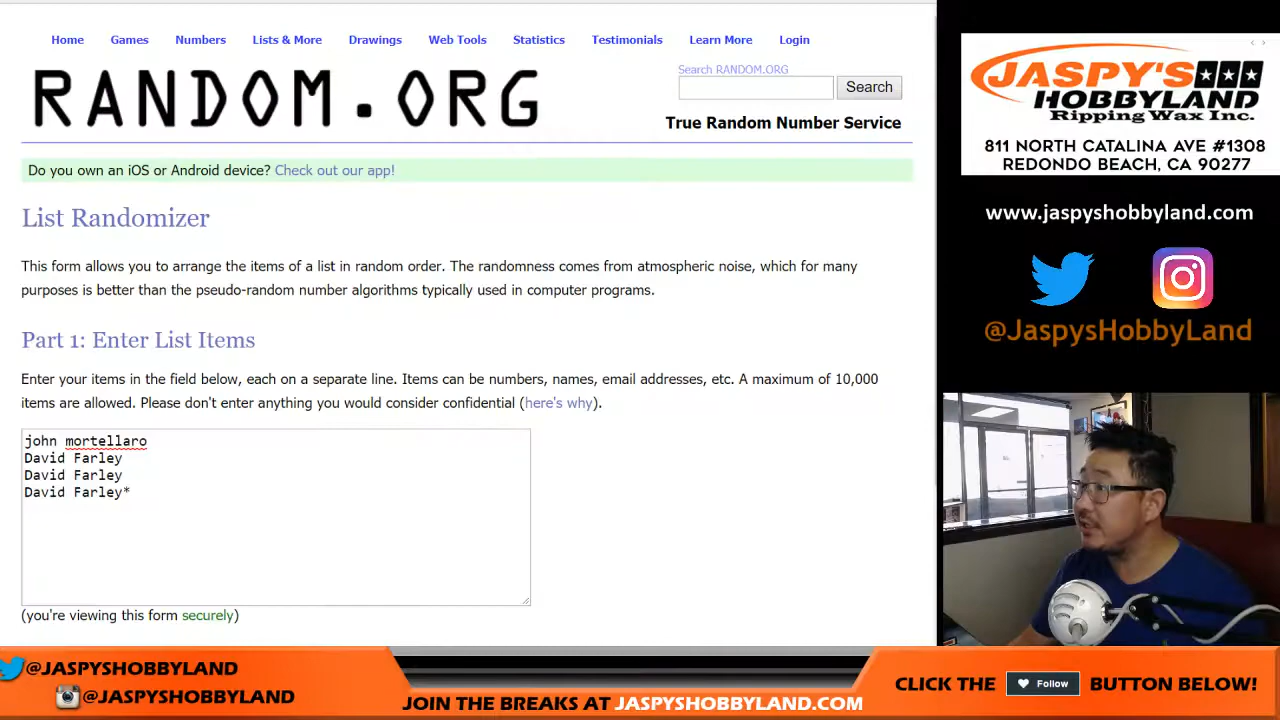 Home Games Numbers Lists & More Drawings Web Tools Statistics Testimonials Learn More Login
RANDOM.ORG
Search RANDOM.ORG
Search
True Random Number Service
Do you own an iOS or Android device? Check out our app!
List Randomizer
This form allows you to arrange the items of a list in random order. The randomness comes from atmospheric noise, which for many
purposes is better than the pseudo-random number algorithms typically used in computer programs.
Part 1: Enter List Items
Enter your items in the field below, each on a separate line. Items can be numbers, names, email addresses, etc. A maximum of 10,000
items are allowed. Please don't enter anything you would consider confidential (here's why).
john mortellaro
David Farley
David Farley
David Farley*
(you're viewing this form securely)
JASPY'S
HOBBYLAND
Ripping Wax Inc.
811 NORTH CATALINA AVE #1308
REDONDO BEACH, CA 90277
www.jaspyshobbyland.com
@JaspysHobbyLand
@JASPYSHOBBYLAND
@JASPYSHOBBYLAND
JOIN THE BREAKS AT JASPYSHOBBYLAND.COM
CLICK THE Follow BUTTON BELOW!